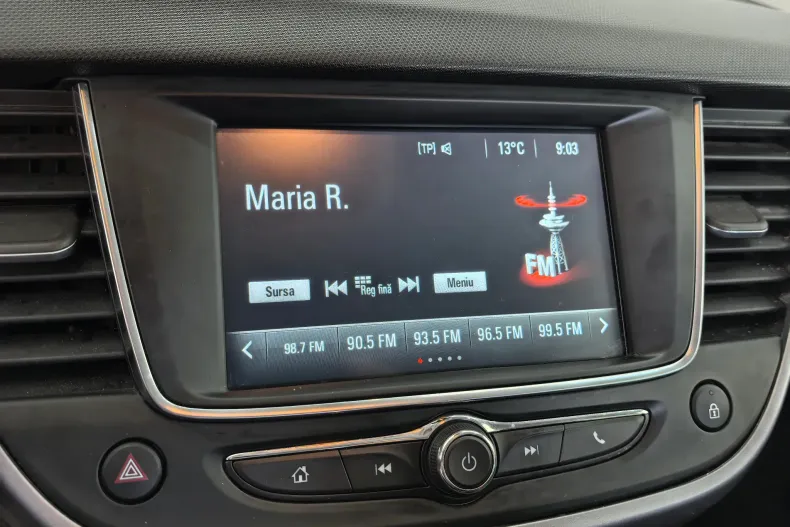 [TP] 13°C 9:03
Maria R.
FM
Sursa Reg fină Meniu
98.7 FM 90.5 FM 93.5 FM 96.5 FM 99.5 FM